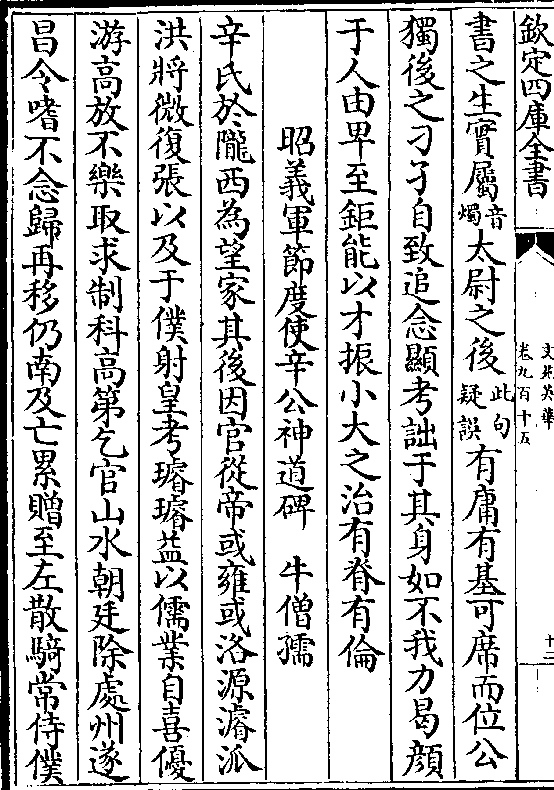 欽定四庫全書
文苑英華
卷九百十五
十三
書之生實屬音燭太尉之後此句疑誤有庸有基可席而位公
獨後之刁孑自致追念顯考詘于其身如不我力曷顔
于人由卑至鉅能以才振小大之治有脊有倫
昭義軍節度使辛公神道碑 牛僧孺
辛氏於隴西為望家其後因官從帝或雍或洛源濬派
洪將微復張以及于僕射皇考璿璿益以儒業自喜優
游高放不樂取求制科高第乞官山水朝廷除處州遂
昌令嗜不念歸再移仍南及亡累贈至左散騎常侍僕